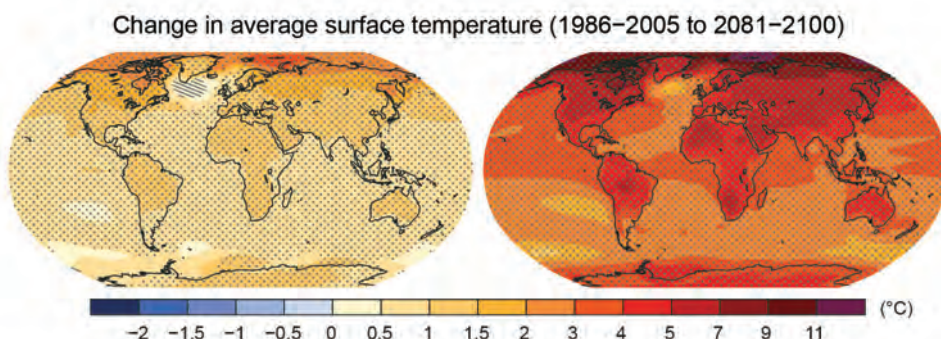 Change in average surface temperature (1986−2005 to 2081−2100)
(°C)
−2 −1.5 −1 −0.5 0 0.5 1 1.5 2 3 4 5 7 9 11